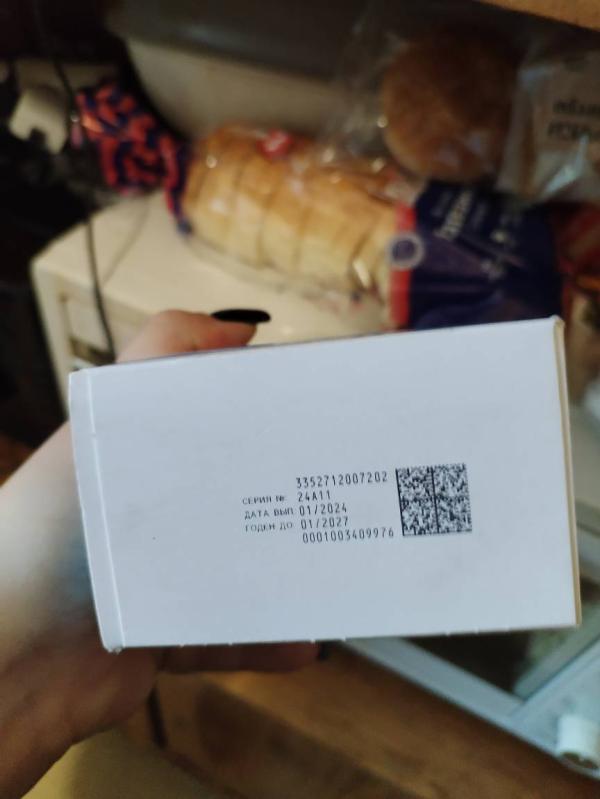 3352712007202
СЕРИЯ №: 24A11
ДАТА ВЫП. 01/2024
ГОДЕН ДО 01/2027
0001003409976